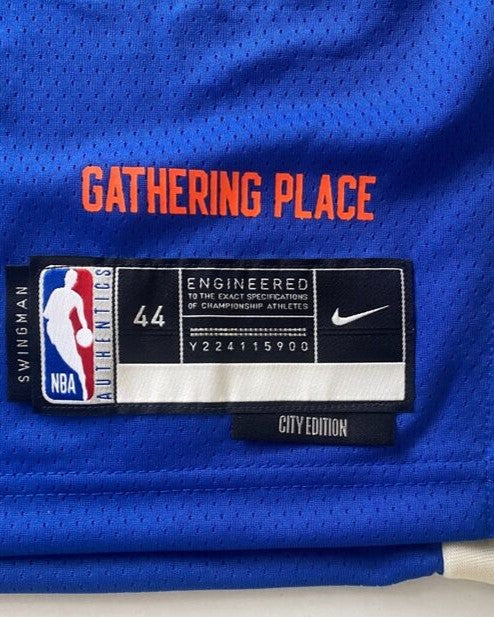 GATHERING PLACE
SWINGMAN
NBA
AUTHENTICS
44
ENGINEERED
TO THE EXACT SPECIFICATIONS
OF CHAMPIONSHIP ATHLETES
Y224115900
CITY EDITION